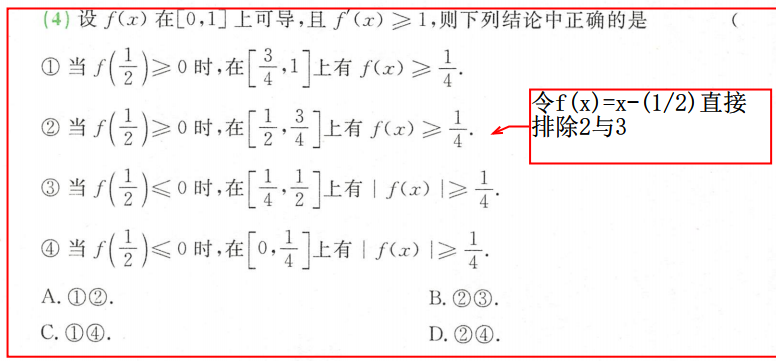 (4) 设 f(x) 在[0,1]上可导,且 f′(x)⩾1,则下列结论中正确的是 (
① 当 f(1/2)⩾0 时,在[3/4,1]上有 f(x)⩾1/4.
② 当 f(1/2)⩾0 时,在[1/2,3/4]上有 f(x)⩾1/4.
令f(x)=x-(1/2)直接
排除2与3
③ 当 f(1/2)⩽0 时,在[1/4,1/2]上有 | f(x) |⩾1/4.
④ 当 f(1/2)⩽0 时,在[0,1/4]上有 | f(x) |⩾1/4.
A. ①②. B. ②③.
C. ①④. D. ②④.